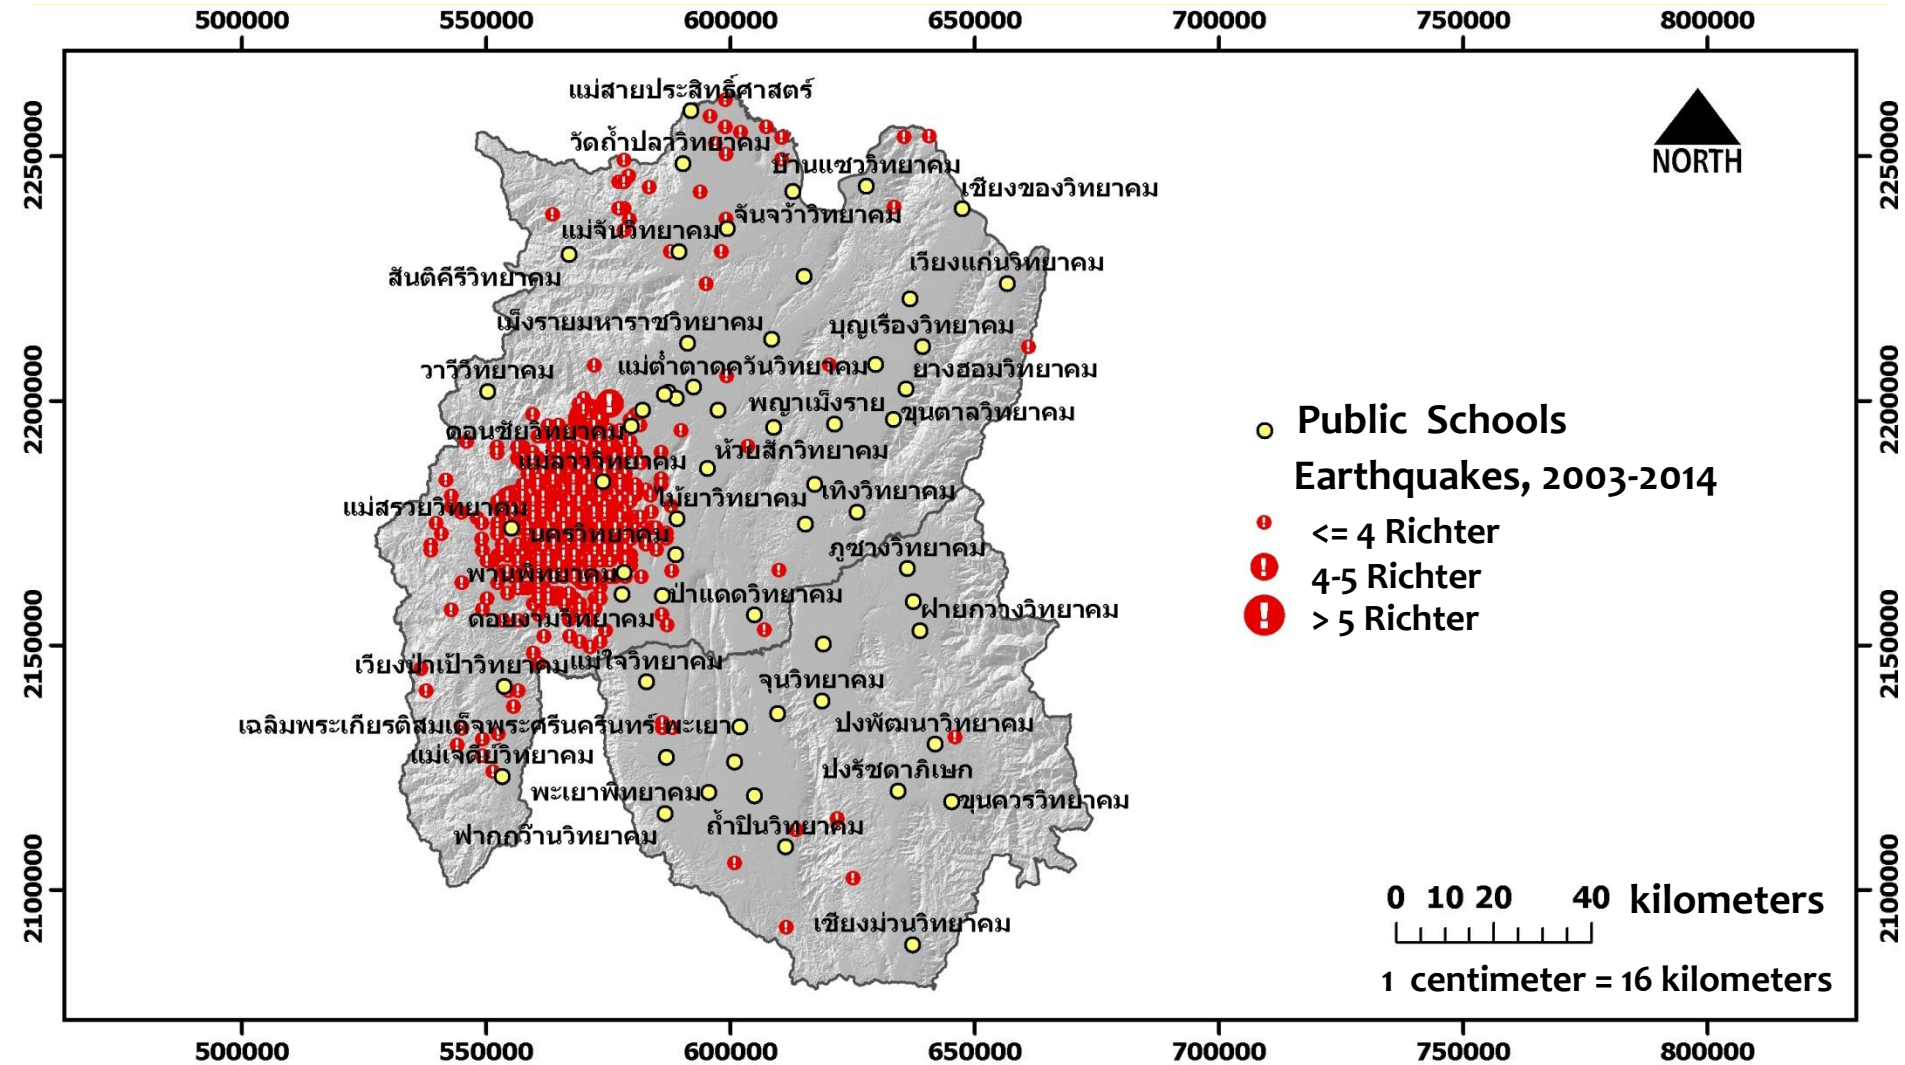 500000 550000 600000 650000 700000 750000 800000
2250000
2250000
NORTH
แม่สายประสิทธิ์ศาสตร์
วัดถ้ำปลาวิทยาคม
บ้านแซววิทยาคม
เชียงของวิทยาคม
จันจว้าวิทยาคม
แม่จันวิทยาคม
สันติคีรีวิทยาคม
เวียงแก่นวิทยาคม
เม็งรายมหาราชวิทยาคม
บุญเรืองวิทยาคม
2200000
2200000
วาวีวิทยาคม
แม่ต๋ำตาดควันวิทยาคม
ยางฮอมวิทยาคม
พญาเม็งราย
ขุนตาลวิทยาคม
ดอนชัยวิทยาคม
ห้วยสักวิทยาคม
แม่ลาววิทยาคม
ไม้ยาวิทยาคม
เทิงวิทยาคม
แม่สรวยวิทยาคม
นครวิทยาคม
ภูซางวิทยาคม
พานพิทยาคม
ป่าแดดวิทยาคม
ฝายกวางวิทยาคม
ดอยงามวิทยาคม
2150000
2150000
เวียงป่าเป้าวิทยาคม
แม่ใจวิทยาคม
จุนวิทยาคม
เฉลิมพระเกียรติสมเด็จพระศรีนครินทร์ พะเยา
ปงพัฒนาวิทยาคม
แม่เจดีย์วิทยาคม
ปงรัชดาภิเษก
พะเยาพิทยาคม
ขุนควรวิทยาคม
ฟากกว๊านวิทยาคม
ถ้ำปินวิทยาคม
2100000
2100000
เชียงม่วนวิทยาคม
Public Schools
Earthquakes, 2003-2014
<= 4 Richter
4-5 Richter
> 5 Richter
0 10 20 40 kilometers
1 centimeter = 16 kilometers
500000 550000 600000 650000 700000 750000 800000